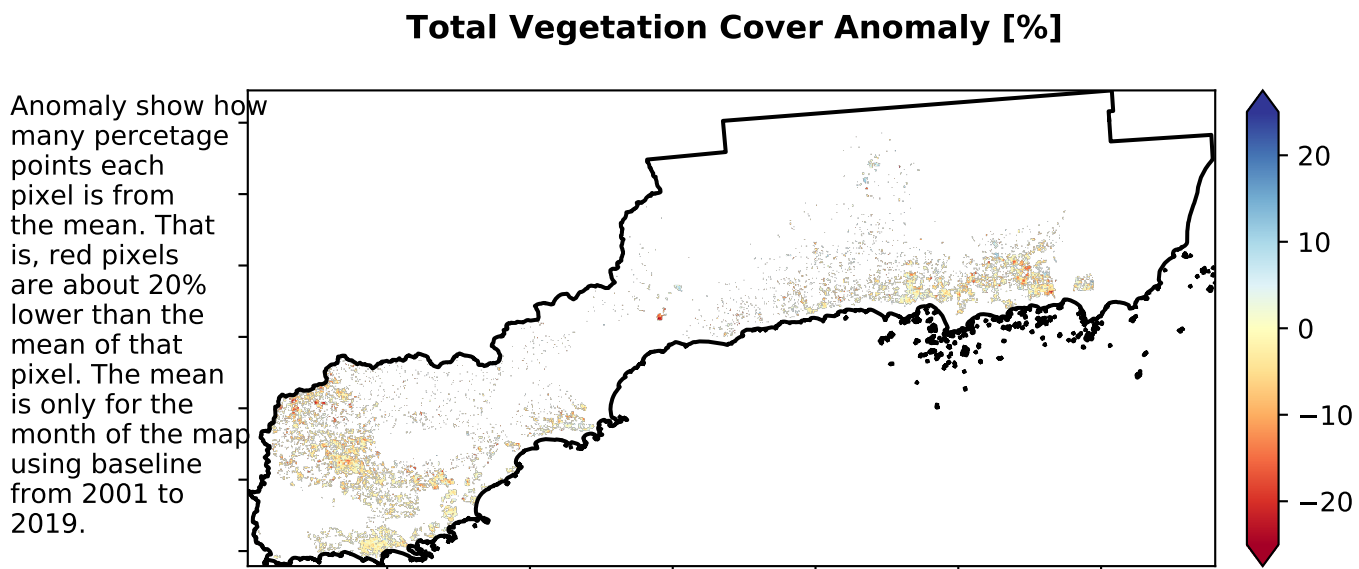 Total Vegetation Cover Anomaly [%]
Anomaly show how
many percetage
points each
pixel is from
the mean. That
is, red pixels
are about 20%
lower than the
mean of that
pixel. The mean
is only for the
month of the map
using baseline
from 2001 to
2019.
20
10
0
−10
−20